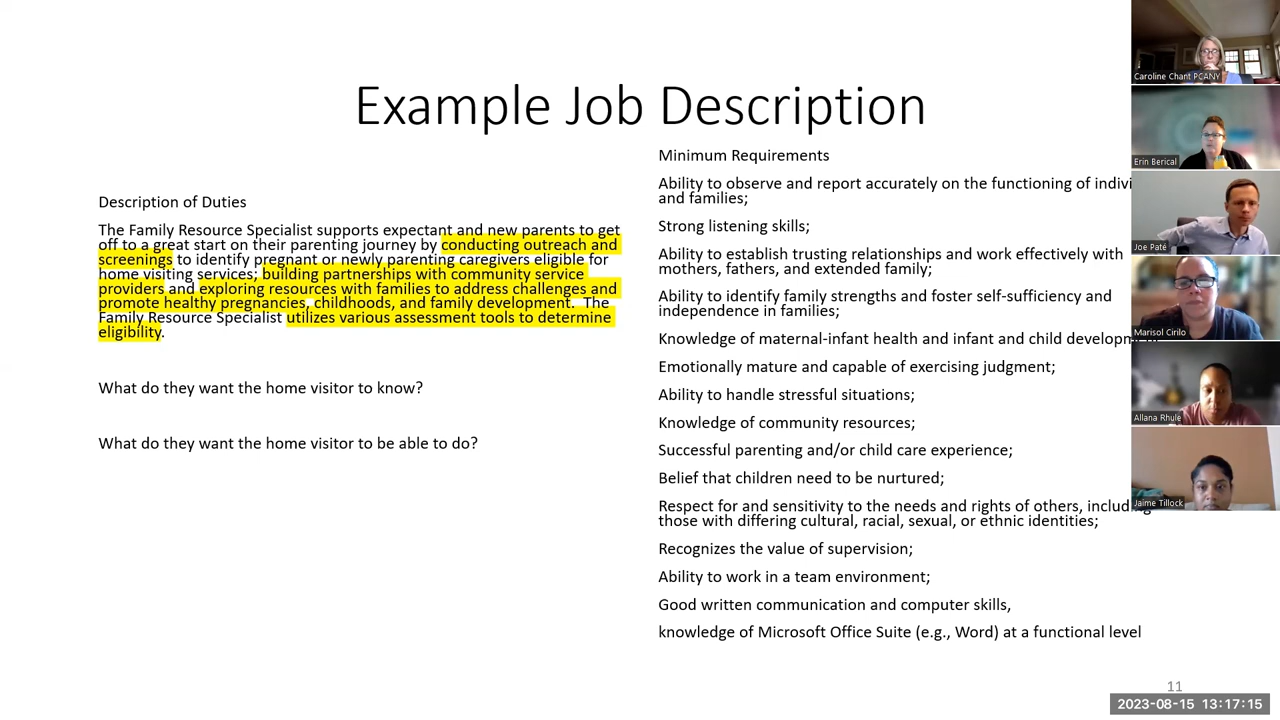 Example Job Description
Description of Duties
The Family Resource Specialist supports expectant and new parents to get
off to a great start on their parenting journey by conducting outreach and
screenings to identify pregnant or newly parenting caregivers eligible for
home visiting services; building partnerships with community service
providers and exploring resources with families to address challenges and
promote healthy pregnancies, childhoods, and family development. The
Family Resource Specialist utilizes various assessment tools to determine
eligibility.
What do they want the home visitor to know?
What do they want the home visitor to be able to do?
Minimum Requirements
Ability to observe and report accurately on the functioning of
and families;
Strong listening skills;
Ability to establish trusting relationships and work effectively with
mothers, fathers, and extended family;
Ability to identify family strengths and foster self-sufficiency and
independence in families;
Knowledge of maternal-infant health and infant and child
Emotionally mature and capable of exercising judgment;
Ability to handle stressful situations;
Knowledge of community resources;
Successful parenting and/or child care experience;
Belief that children need to be nurtured;
Respect for and sensitivity to the needs and rights of others, including
those with differing cultural, racial, sexual, or ethnic identities;
Recognizes the value of supervision;
Ability to work in a team environment;
Good written communication and computer skills,
knowledge of Microsoft Office Suite (e.g., Word) at a functional level
11
Caroline Chant PCANY
Erin Berical
Joe Paté
Marisol Cirilo
Allana Rhule
Jaime Tillock
2023-08-15 13:17:15